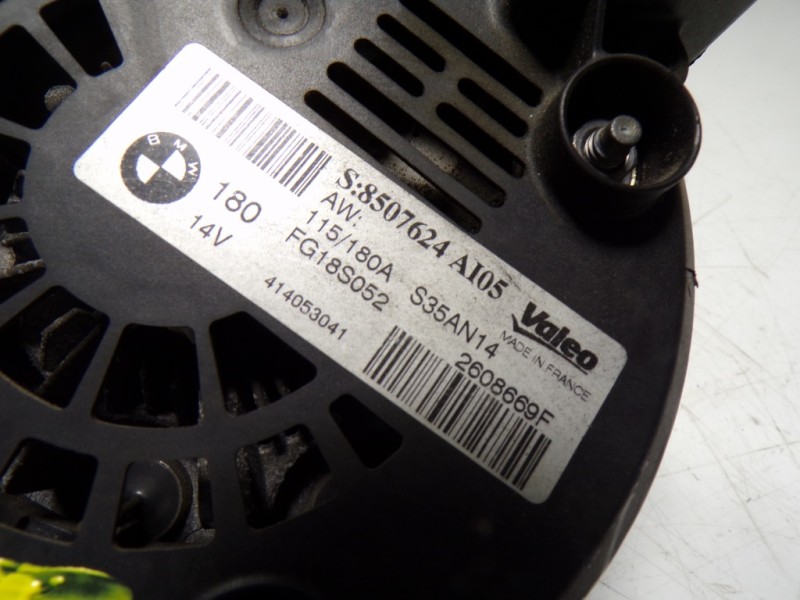 BMW
180
14V
S:8507624 AI05
AW:
115/180A S35AN14
FG18S052
414053041
2608669F
Valeo
MADE IN FRANCE